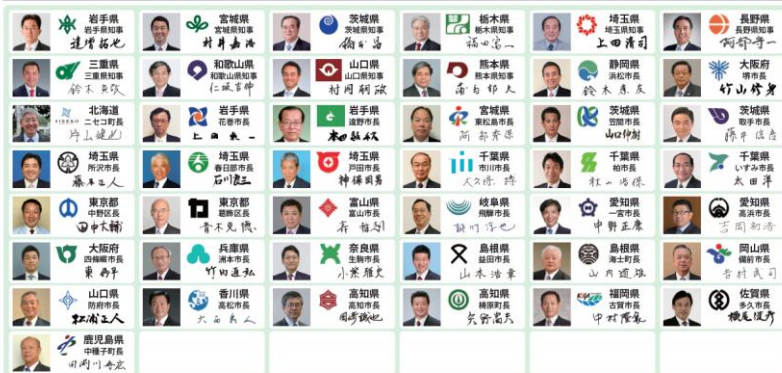 岩手県
岩手県知事
達増拓也
宮城県
宮城県知事
村井嘉浩
茨城県
茨城県知事
橋本昌
栃木県
栃木県知事
福田富一
埼玉県
埼玉県知事
上田清司
長野県
長野県知事
阿部守一
三重県
三重県知事
鈴木英敬
和歌山県
和歌山県知事
仁坂吉伸
山口県
山口県知事
村岡嗣政
熊本県
熊本県知事
蒲島郁夫
静岡県
浜松市長
鈴木康友
大阪府
堺市長
竹山修身
北海道
ニセコ町長
片山健也
岩手県
花巻市長
上田東一
岩手県
遠野市長
本田敏秋
宮城県
東松島市長
阿部秀保
茨城県
笠間市長
山口伸樹
茨城県
取手市長
藤井信吾
埼玉県
所沢市長
藤本正人
埼玉県
春日部市長
石川良三
埼玉県
戸田市長
神保国男
千葉県
市川市長
大久保博
千葉県
柏市長
秋山浩保
千葉県
いすみ市長
太田洋
東京都
中野区長
田中大輔
東京都
葛飾区長
青木克德
富山県
富山市長
森雅志
岐阜県
飛騨市長
愛知県
一宮市長
中野正康
愛知県
高浜市長
吉岡初浩
大阪府
四條畷市長
東修平
兵庫県
洲本市長
竹内通弘
奈良県
生駒市長
小紫雅史
島根県
益田市長
山本浩章
島根県
海士町長
山内道雄
岡山県
備前市長
吉村武司
山口県
防府市長
松浦正人
香川県
高松市長
大西秀人
高知県
高知市長
岡﨑誠也
高知県
梼原町長
矢野富夫
福岡県
古賀市長
中村隆象
佐賀県
多久市長
横尾俊彦
鹿児島県
中種子町長
田渕川寿広